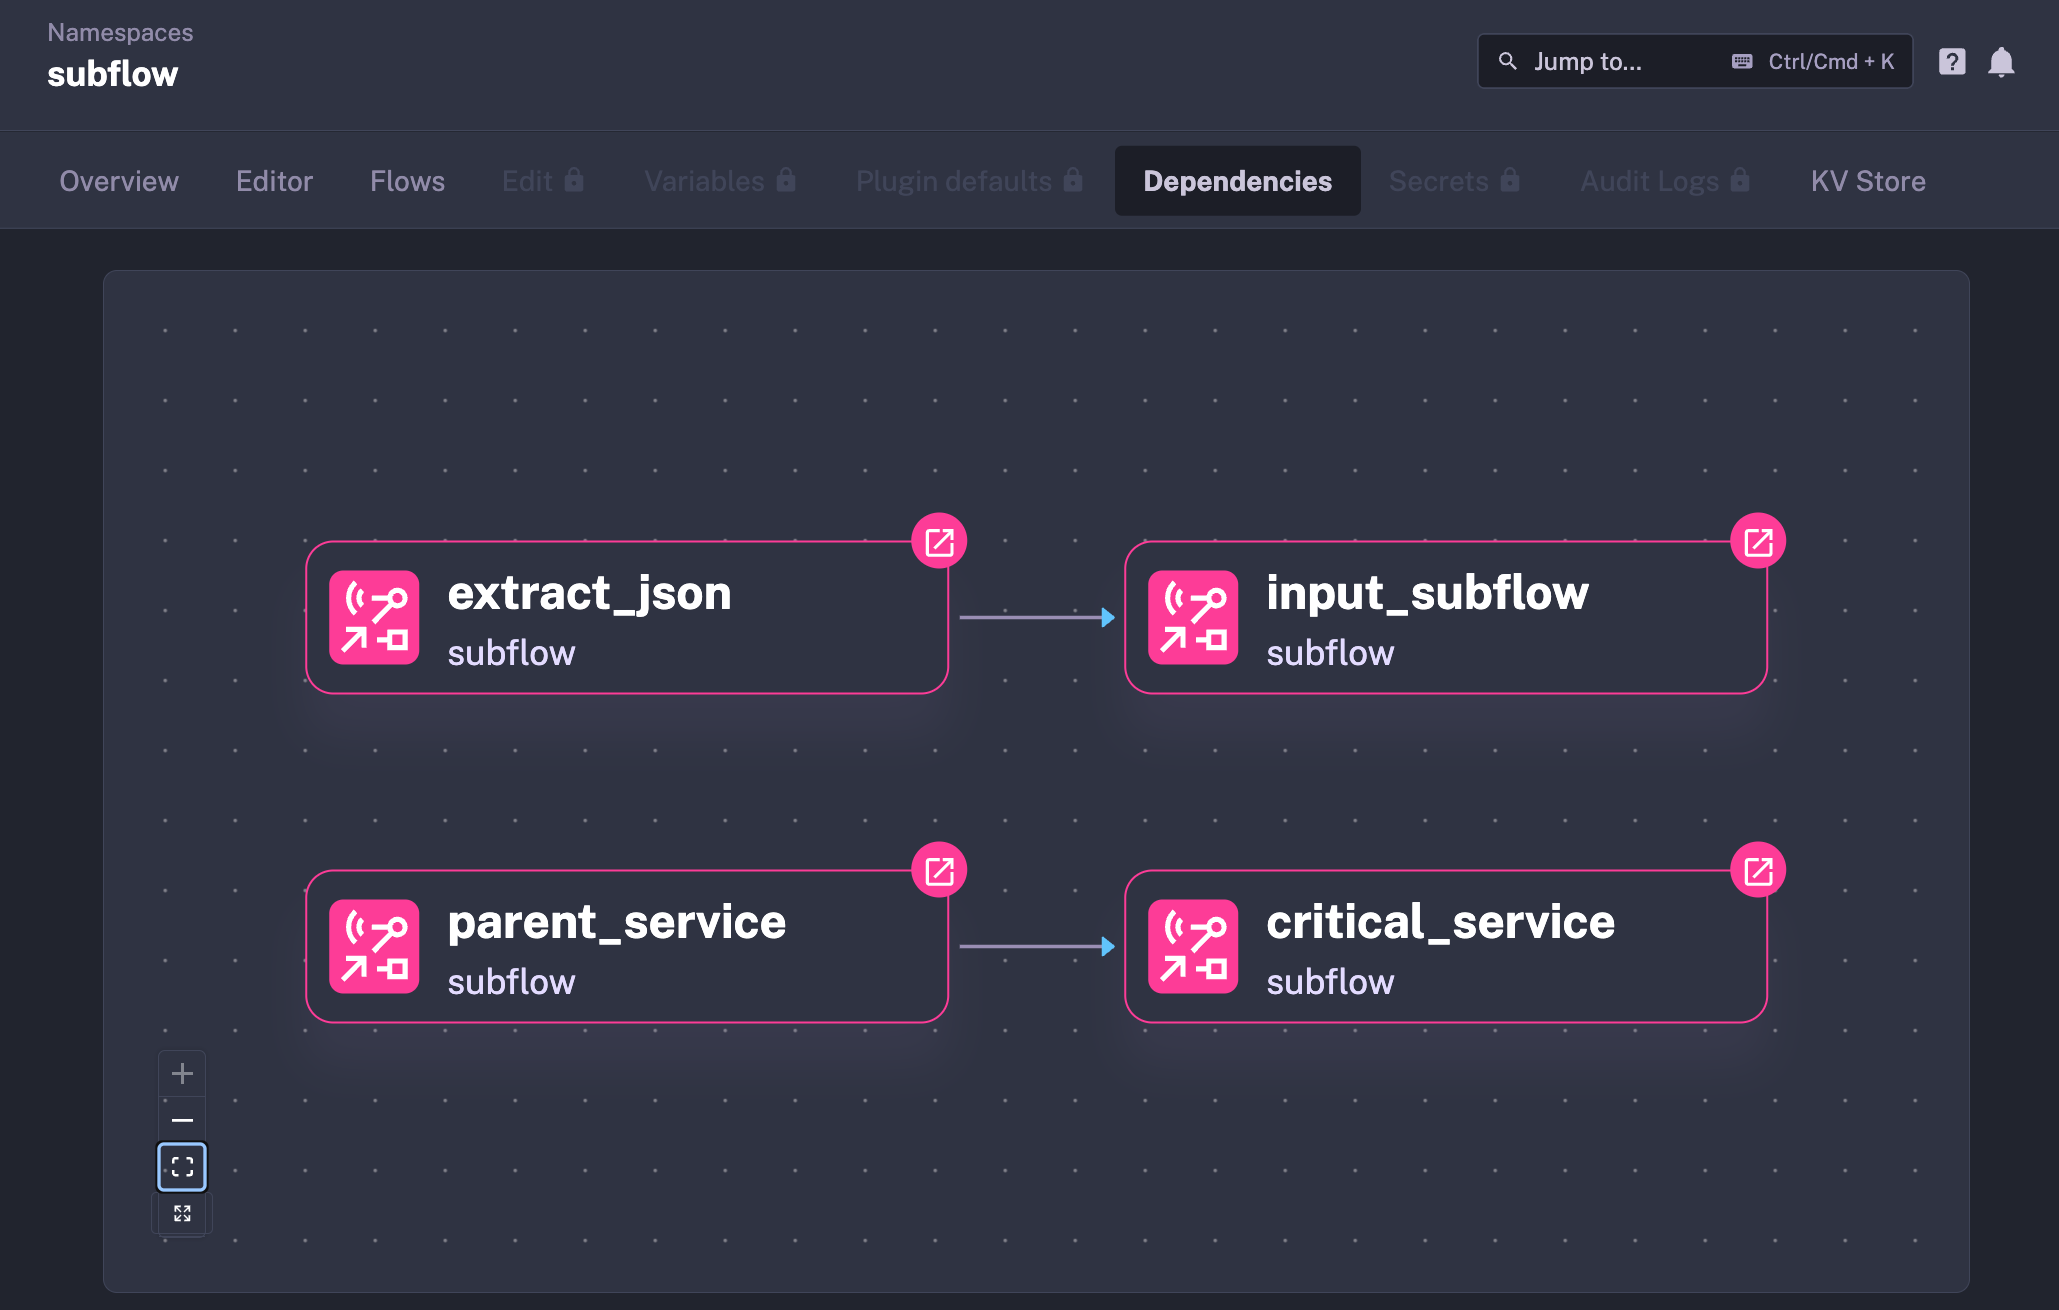 Namespaces
subflow
Jump to...
Ctrl/Cmd + K
Overview
Editor
Flows
Edit
Variables
Plugin defaults
Dependencies
Secrets
Audit Logs
KV Store
extract_json
subflow
input_subflow
subflow
parent_service
subflow
critical_service
subflow